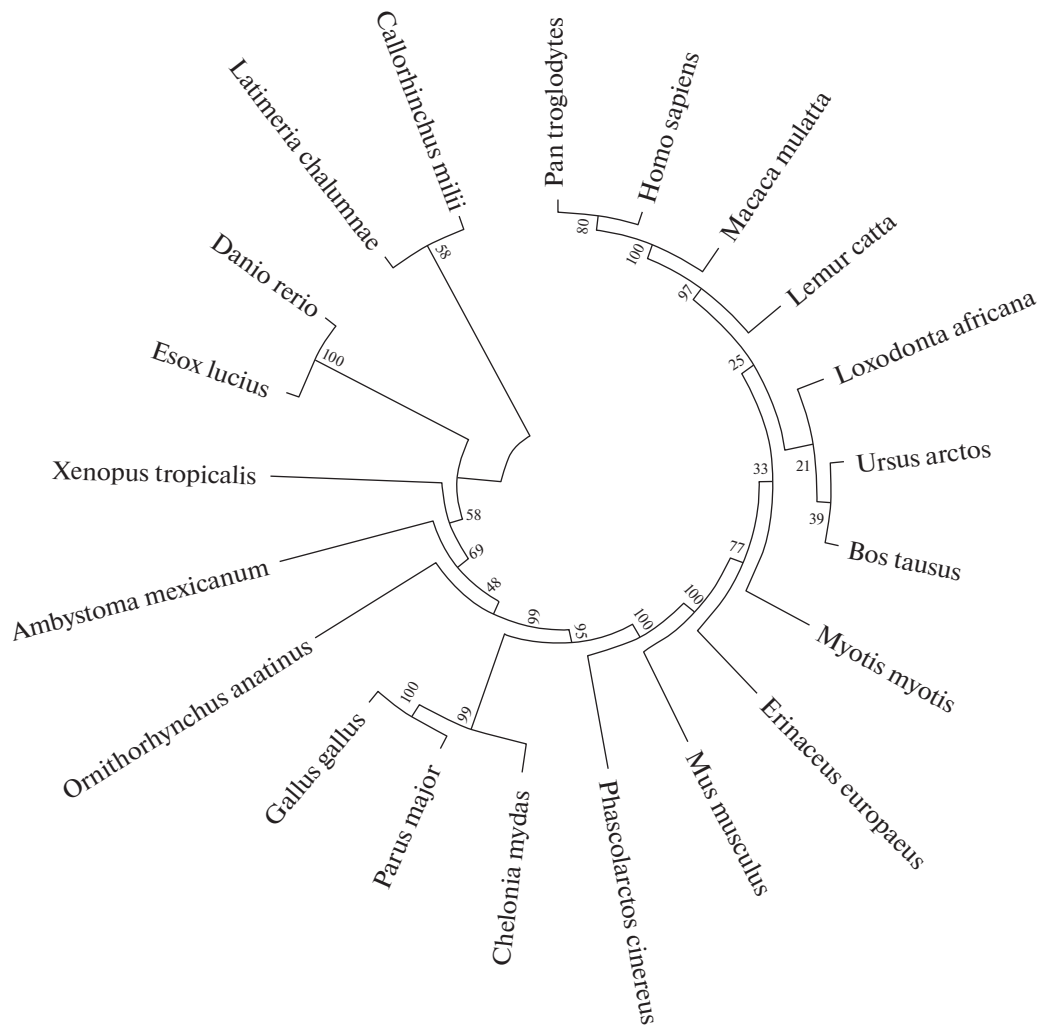 Callorhinchus milii
Latimeria chalumnae
Danio rerio
Esox lucius
Xenopus tropicalis
Ambystoma mexicanum
Ornithorhynchus anatinus
Gallus gallus
Parus major
Chelonia mydas
Phascolarctos cinereus
Mus musculus
Erinaceus europaeus
Myotis myotis
Bos tausus
Ursus arctos
Loxodonta africana
Lemur catta
Macaca mulatta
Homo sapiens
Pan troglodytes
58
100
58
69
48
99
95
100
99
100
100
77
33
39
21
25
97
100
80